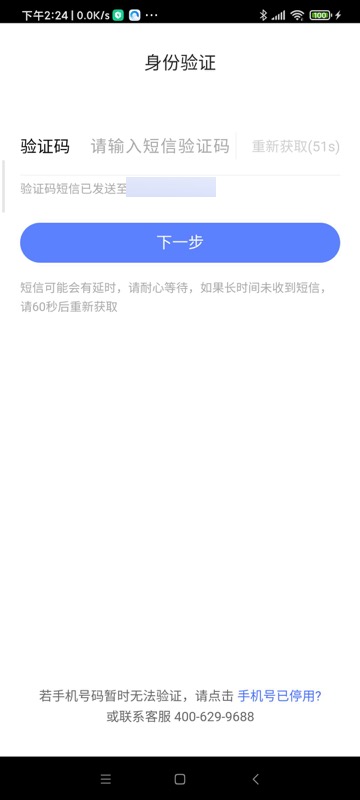 下午2:24 | 0.0K/s ···
100
身份验证
验证码 请输入短信验证码 重新获取(51s)
验证码短信已发送至
下一步
短信可能会有延时，请耐心等待，如果长时间未收到短信，
请60秒后重新获取
若手机号码暂时无法验证，请点击 手机号已停用?
或联系客服 400-629-9688